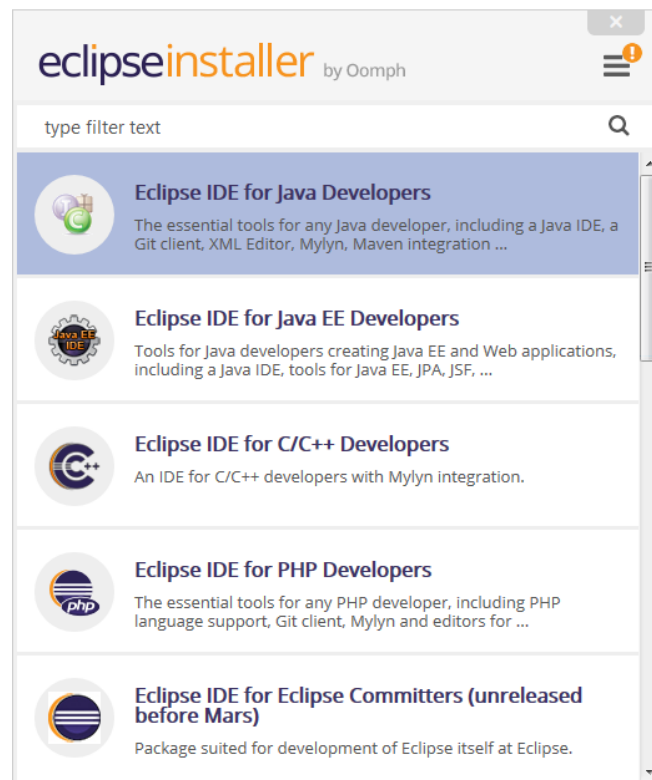 eclipseinstaller by Oomph
type filter text
Eclipse IDE for Java Developers
The essential tools for any Java developer, including a Java IDE, a
Git client, XML Editor, Mylyn, Maven integration ...
Java EE
IDE
Eclipse IDE for Java EE Developers
Tools for Java developers creating Java EE and Web applications,
including a Java IDE, tools for Java EE, JPA, JSF, ...
C++
Eclipse IDE for C/C++ Developers
An IDE for C/C++ developers with Mylyn integration.
php
Eclipse IDE for PHP Developers
The essential tools for any PHP developer, including PHP
language support, Git client, Mylyn and editors for ...
Eclipse IDE for Eclipse Committers (unreleased
before Mars)
Package suited for development of Eclipse itself at Eclipse.